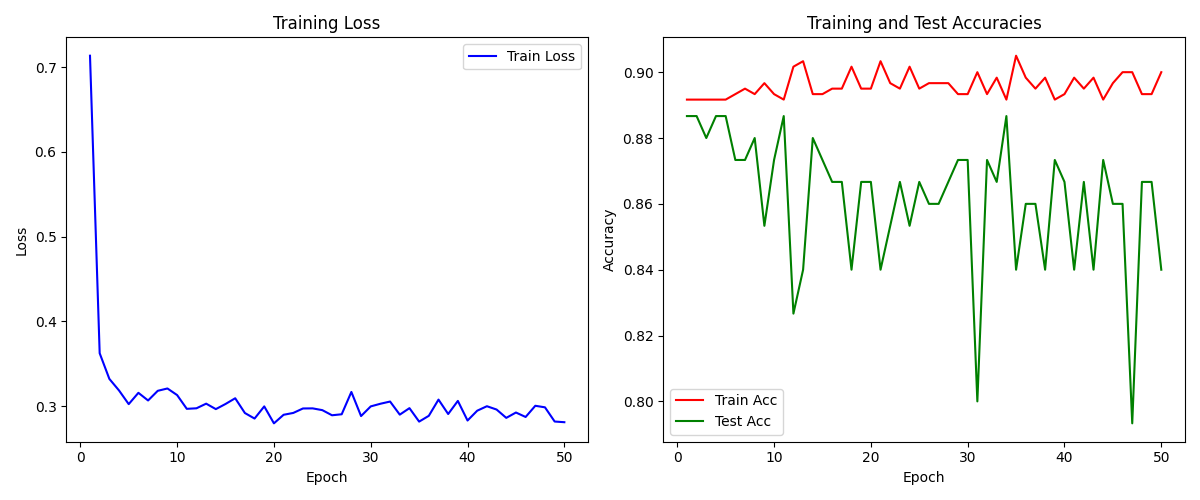 Training Loss
Train Loss
0.7
0.6
0.5
0.4
0.3
Loss
0 10 20 30 40 50
Epoch
Training and Test Accuracies
0.90
0.88
0.86
0.84
0.82
0.80
Accuracy
Train Acc
Test Acc
0 10 20 30 40 50
Epoch